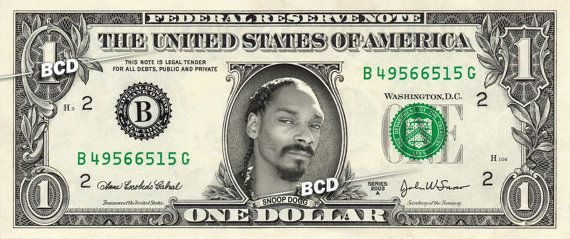 FEDERAL RESERVE NOTE
THE UNITED STATES OF AMERICA
1
1
BCD
THIS NOTE IS LEGAL TENDER
FOR ALL DEBTS, PUBLIC AND PRIVATE
B 49566515 G
WASHINGTON, D.C.
H 3
2
B
2
ONE
B 49566515 G
H 106
2
2
Anna Escobedo Cabral
Treasurer of the United States.
BCD
SERIES
2003
A
John W. Snow
Secretary of the Treasury.
1
SNOOP DOGG
1
ONE DOLLAR